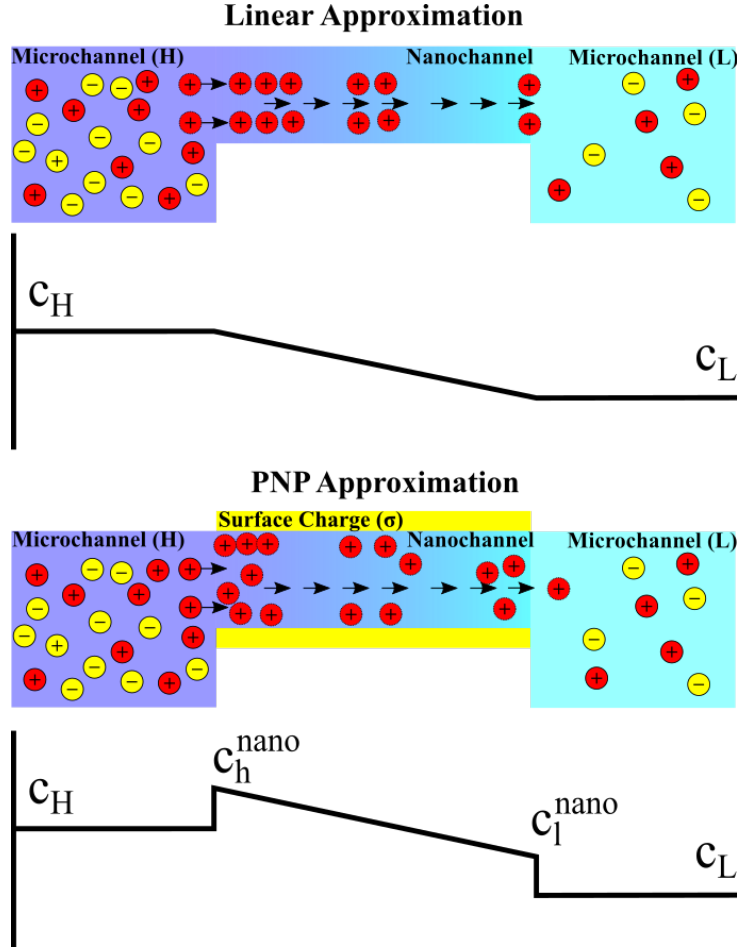 Linear Approximation
Microchannel (H)
Nanochannel
Microchannel (L)
c_H
c_L
PNP Approximation
Surface Charge (σ)
Microchannel (H)
Nanochannel
Microchannel (L)
c_H
c_h^nano
c_l^nano
c_L